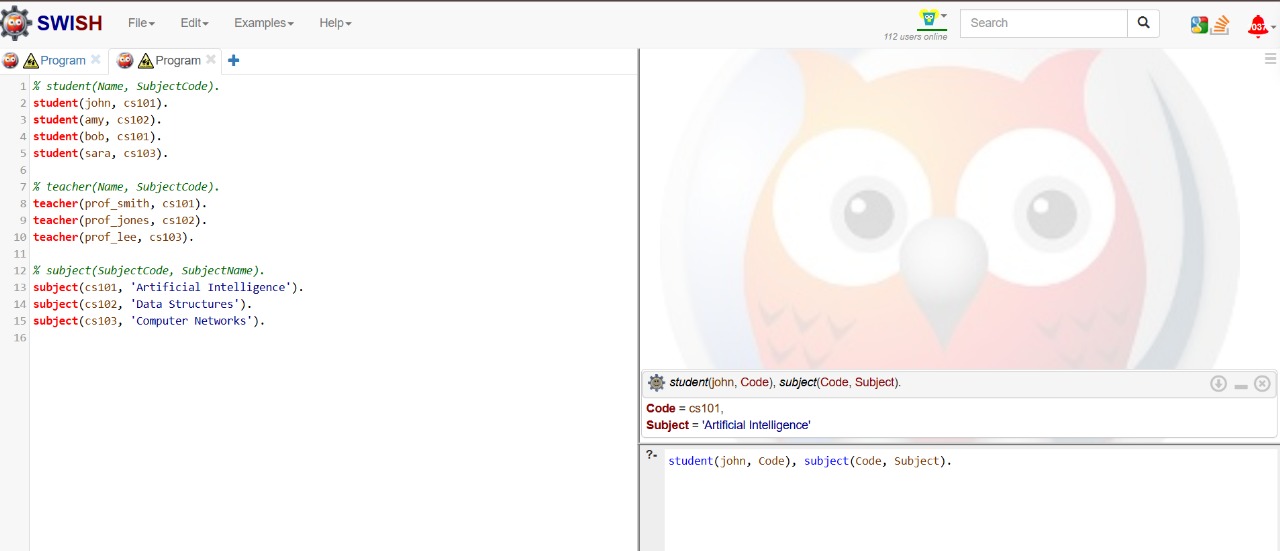 SWISH File Edit Examples Help
112 users online
Search
Program Program
1 % student(Name, SubjectCode).
2 student(john, cs101).
3 student(amy, cs102).
4 student(bob, cs101).
5 student(sara, cs103).
6
7 % teacher(Name, SubjectCode).
8 teacher(prof_smith, cs101).
9 teacher(prof_jones, cs102).
10 teacher(prof_lee, cs103).
11
12 % subject(SubjectCode, SubjectName).
13 subject(cs101, 'Artificial Intelligence').
14 subject(cs102, 'Data Structures').
15 subject(cs103, 'Computer Networks').
16
student(john, Code), subject(Code, Subject).
Code = cs101,
Subject = 'Artificial Intelligence'
?- student(john, Code), subject(Code, Subject).